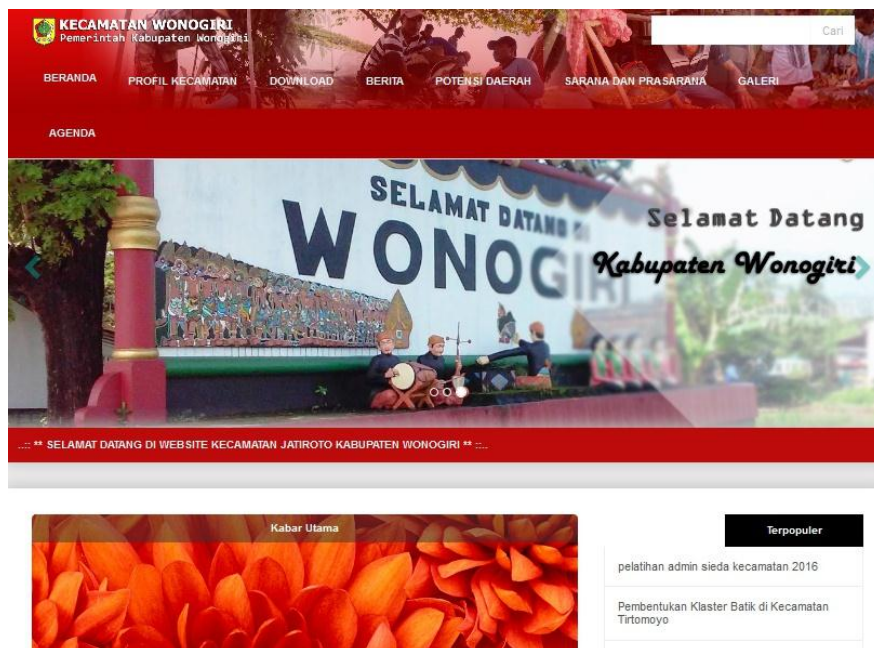 KECAMATAN WONOGIRI
Pemerintah Kabupaten Wonogiri
Cari
BERANDA PROFIL KECAMATAN DOWNLOAD BERITA POTENSI DAERAH SARANA DAN PRASARANA GALERI
AGENDA
SELAMAT DATANG DI
WONOGIRI
Selamat Datang
Kabupaten Wonogiri
..:: ** SELAMAT DATANG DI WEBSITE KECAMATAN JATIROTO KABUPATEN WONOGIRI ** ::..
Kabar Utama
Terpopuler
pelatihan admin sieda kecamatan 2016
Pembentukan Klaster Batik di Kecamatan
Tirtomoyo